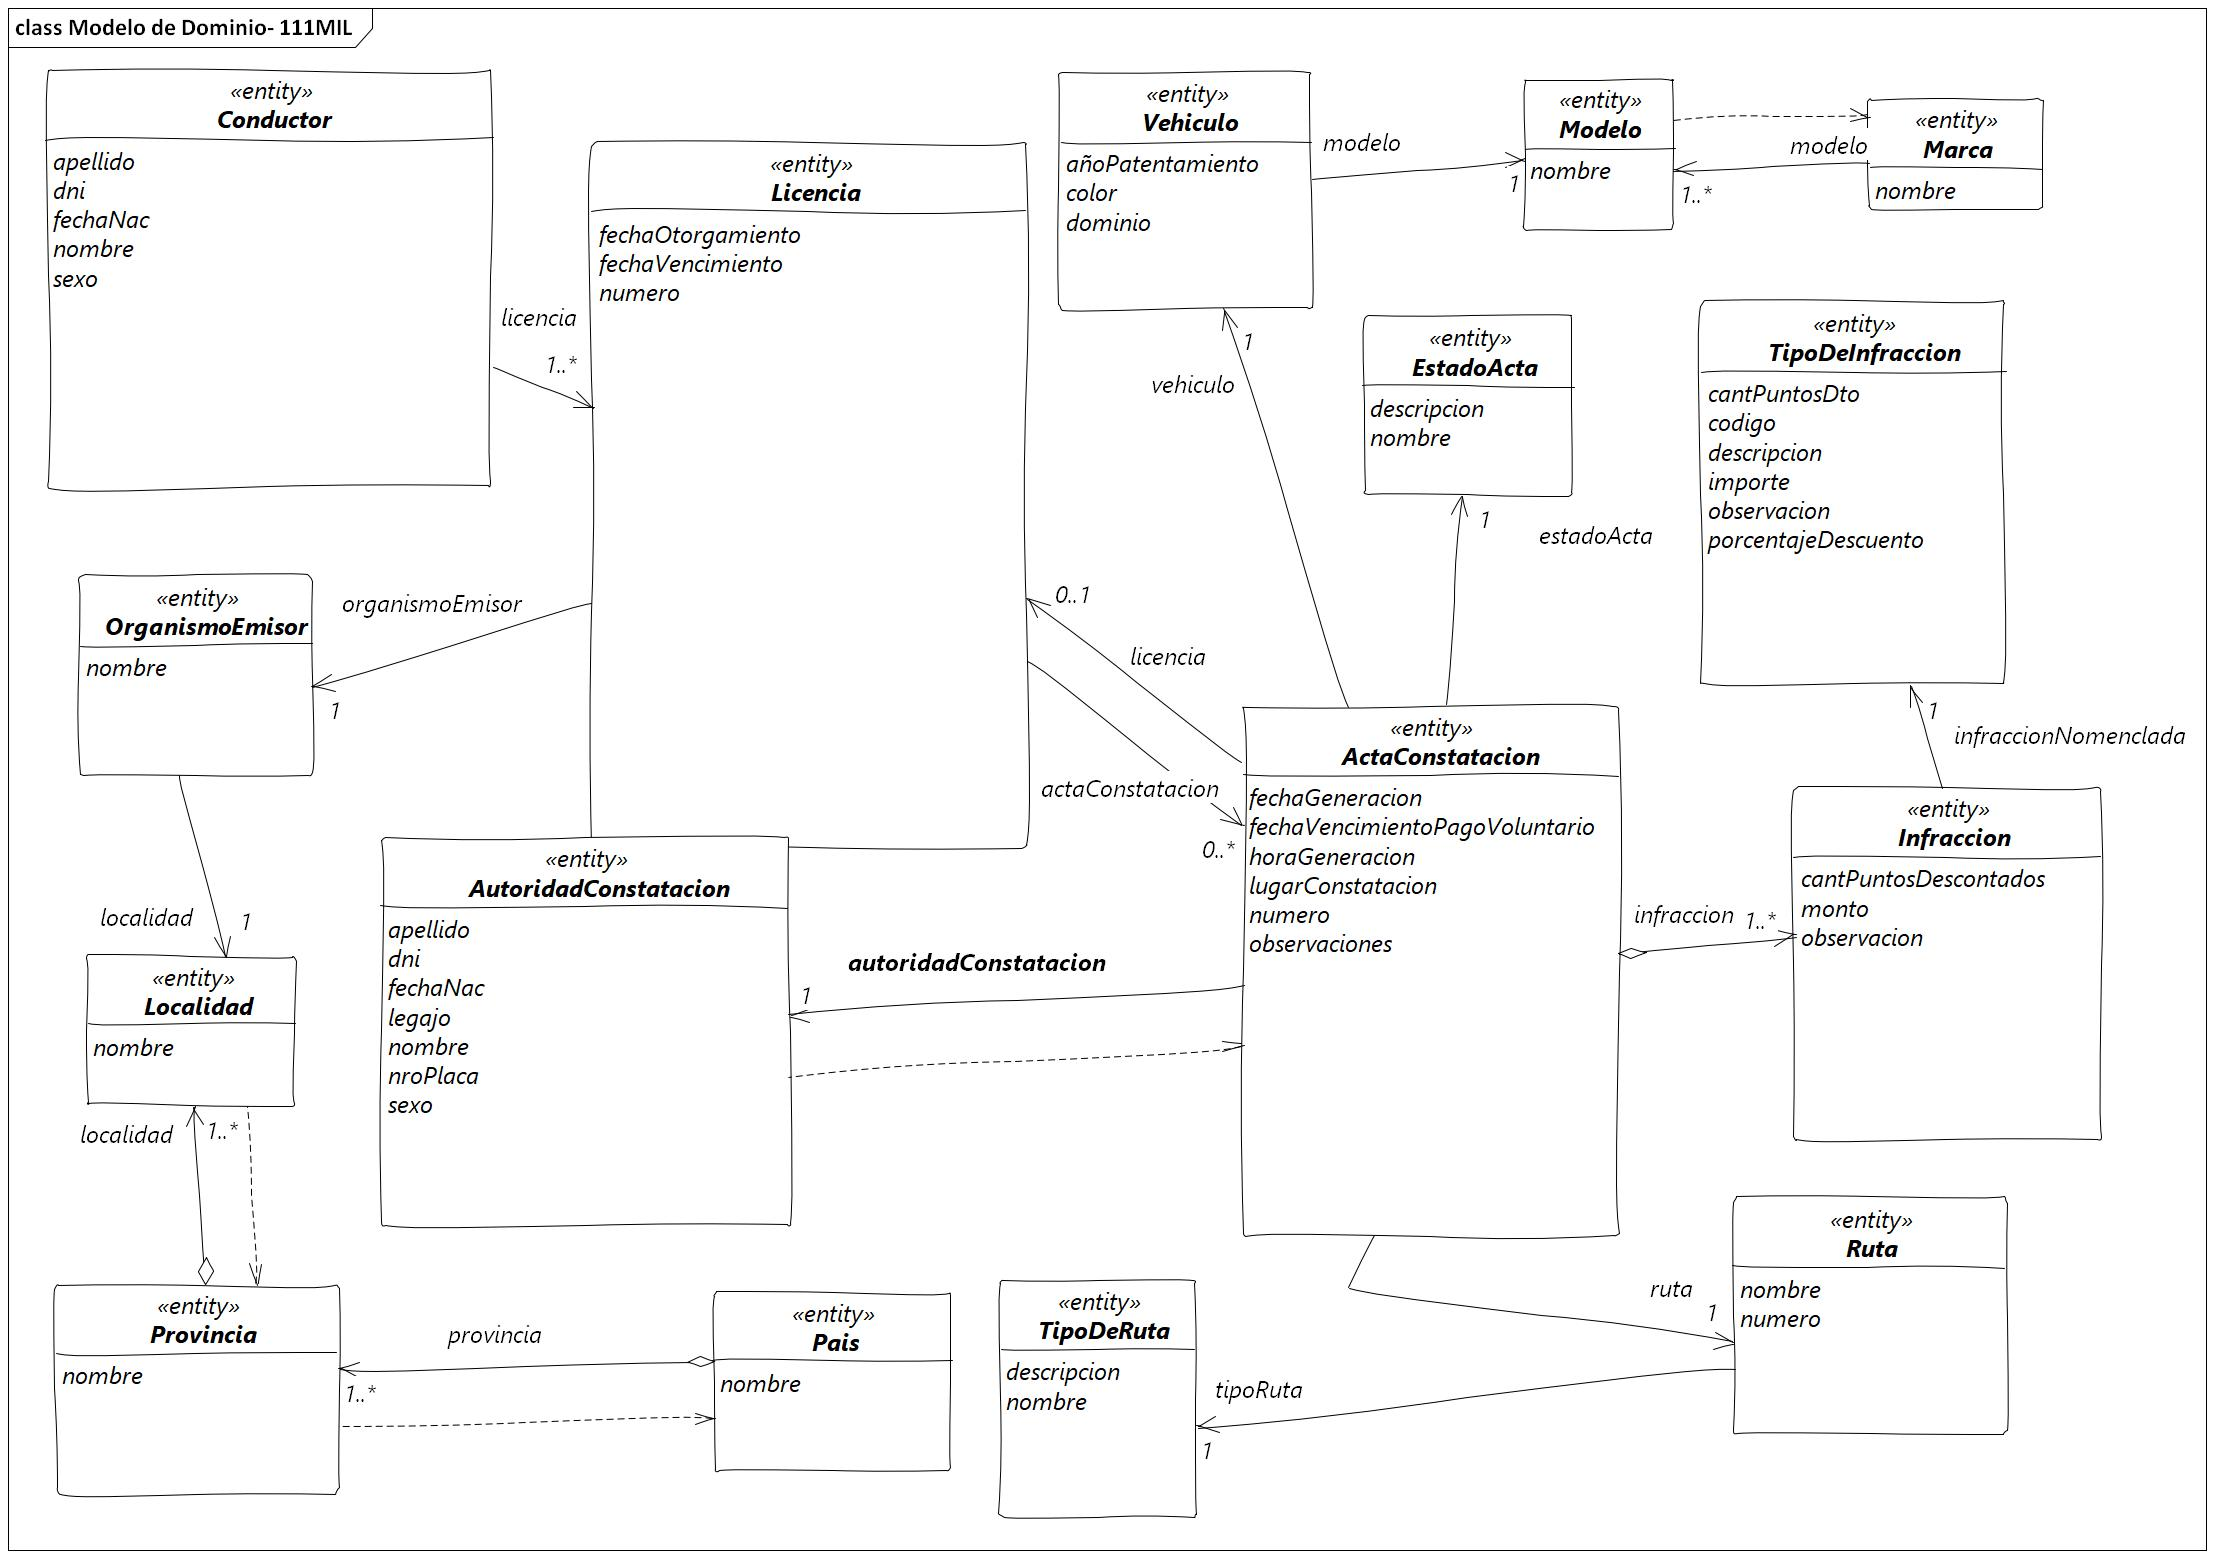 class Modelo de Dominio- 111MIL
«entity»
Conductor
apellido
dni
fechaNac
nombre
sexo
licencia
1..*
«entity»
Licencia
fechaOtorgamiento
fechaVencimiento
numero
«entity»
Vehiculo
añoPatentamiento
color
dominio
modelo
1
«entity»
Modelo
nombre
modelo
1..*
«entity»
Marca
nombre
1
vehiculo
«entity»
EstadoActa
descripcion
nombre
1
estadoActa
«entity»
TipoDeInfraccion
cantPuntosDto
codigo
descripcion
importe
observacion
porcentajeDescuento
1
infraccionNomenclada
«entity»
OrganismoEmisor
nombre
organismoEmisor
1
0..1
licencia
actaConstatacion
0..*
«entity»
ActaConstatacion
fechaGeneracion
fechaVencimientoPagoVoluntario
horaGeneracion
lugarConstatacion
numero
observaciones
infraccion
1..*
«entity»
Infraccion
cantPuntosDescontados
monto
observacion
«entity»
AutoridadConstatacion
apellido
dni
fechaNac
legajo
nombre
nroPlaca
sexo
autoridadConstatacion
1
localidad
1
«entity»
Localidad
nombre
localidad
1..*
«entity»
Provincia
nombre
provincia
1..*
«entity»
Pais
nombre
«entity»
TipoDeRuta
descripcion
nombre
tipoRuta
1
ruta
1
«entity»
Ruta
nombre
numero